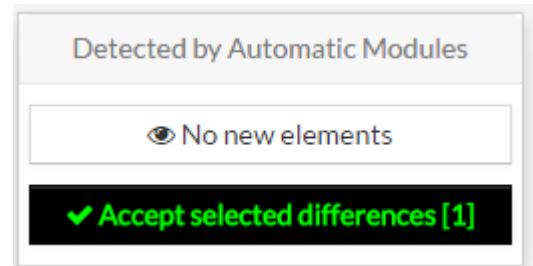 Detected by Automatic Modules
No new elements
Accept selected differences [1]